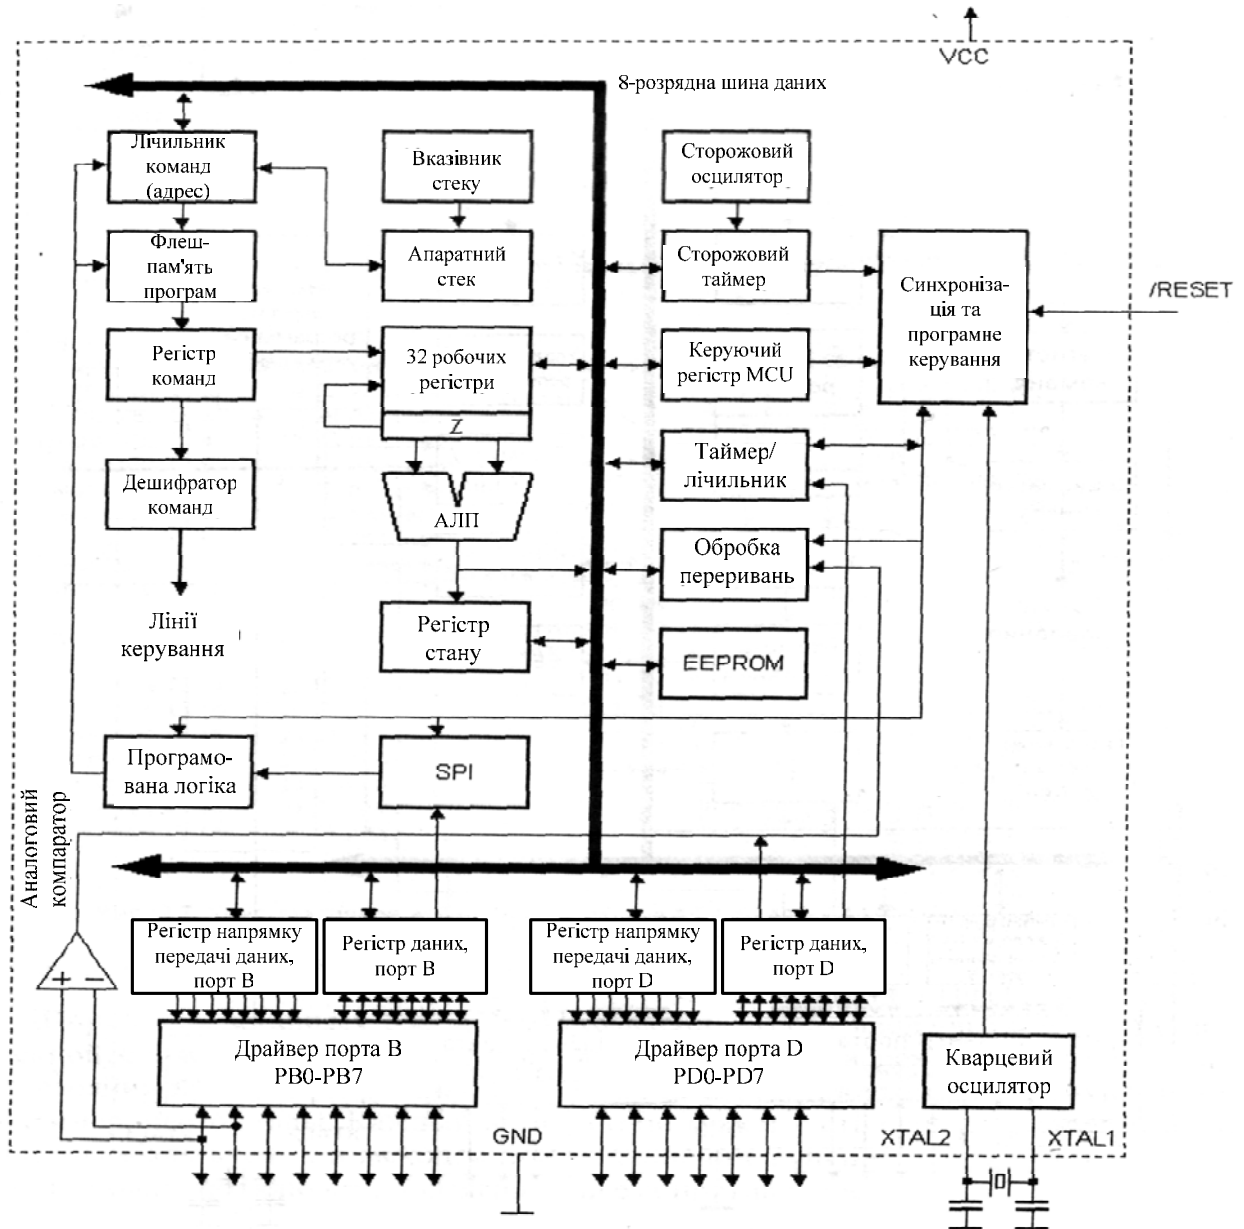 VCC
8-розрядна шина даних
Лічильник
команд
(адрес)
Вказівник
стеку
Сторожовий
осцилятор
Флеш-
пам'ять
програм
Апаратний
стек
Сторожовий
таймер
Синхроніза-
ція та
програмне
керування
/RESET
Регістр
команд
32 робочих
регістри
Z
Керуючий
регістр MCU
Таймер/
лічильник
Дешифратор
команд
АЛП
Обробка
переривань
Лінії
керування
Регістр
стану
EEPROM
Програмо-
вана логіка
SPI
Аналоговий
компаратор
+ −
Регістр напрямку
передачі даних,
порт В
Регістр даних,
порт В
Регістр напрямку
передачі даних,
порт D
Регістр даних,
порт D
Драйвер порта В
PB0-PB7
Драйвер порта D
PD0-PD7
Кварцевий
осцилятор
GND
XTAL2
XTAL1